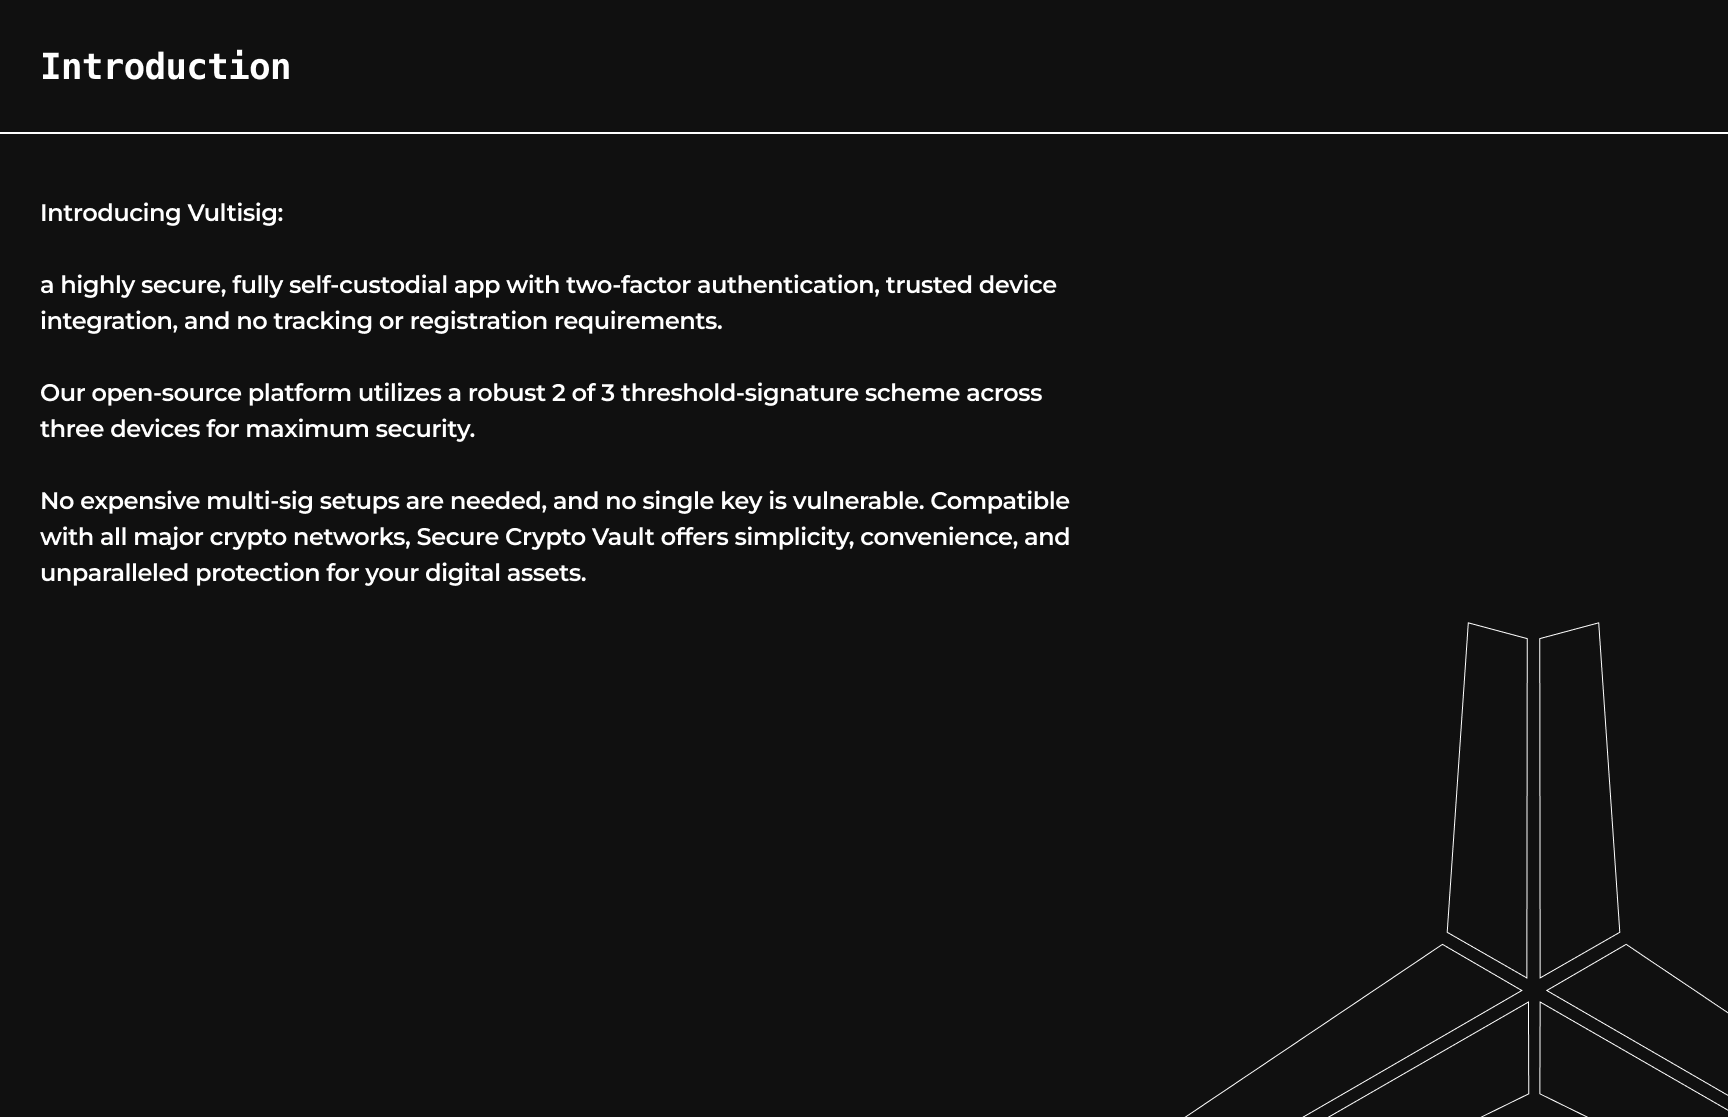 Introduction
Introducing Vultisig:
a highly secure, fully self-custodial app with two-factor authentication, trusted device
integration, and no tracking or registration requirements.
Our open-source platform utilizes a robust 2 of 3 threshold-signature scheme across
three devices for maximum security.
No expensive multi-sig setups are needed, and no single key is vulnerable. Compatible
with all major crypto networks, Secure Crypto Vault offers simplicity, convenience, and
unparalleled protection for your digital assets.